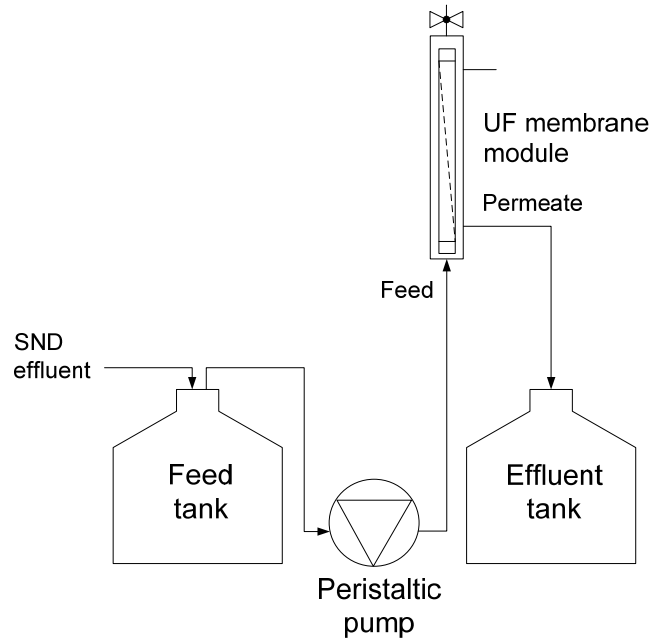 UF membrane
module
Permeate
Feed
SND
effluent
Feed
tank
Effluent
tank
Peristaltic
pump